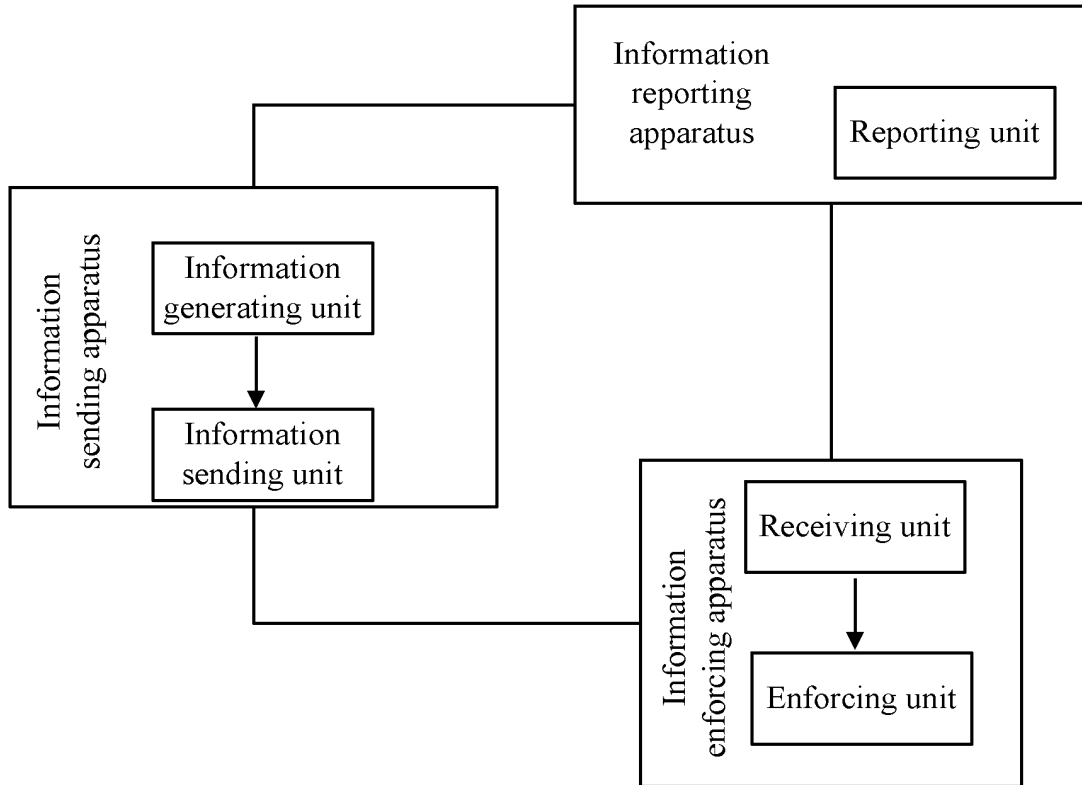 Information
reporting
apparatus
Reporting unit
Information
sending apparatus
Information
generating unit
Information
sending unit
Information
enforcing apparatus
Receiving unit
Enforcing unit